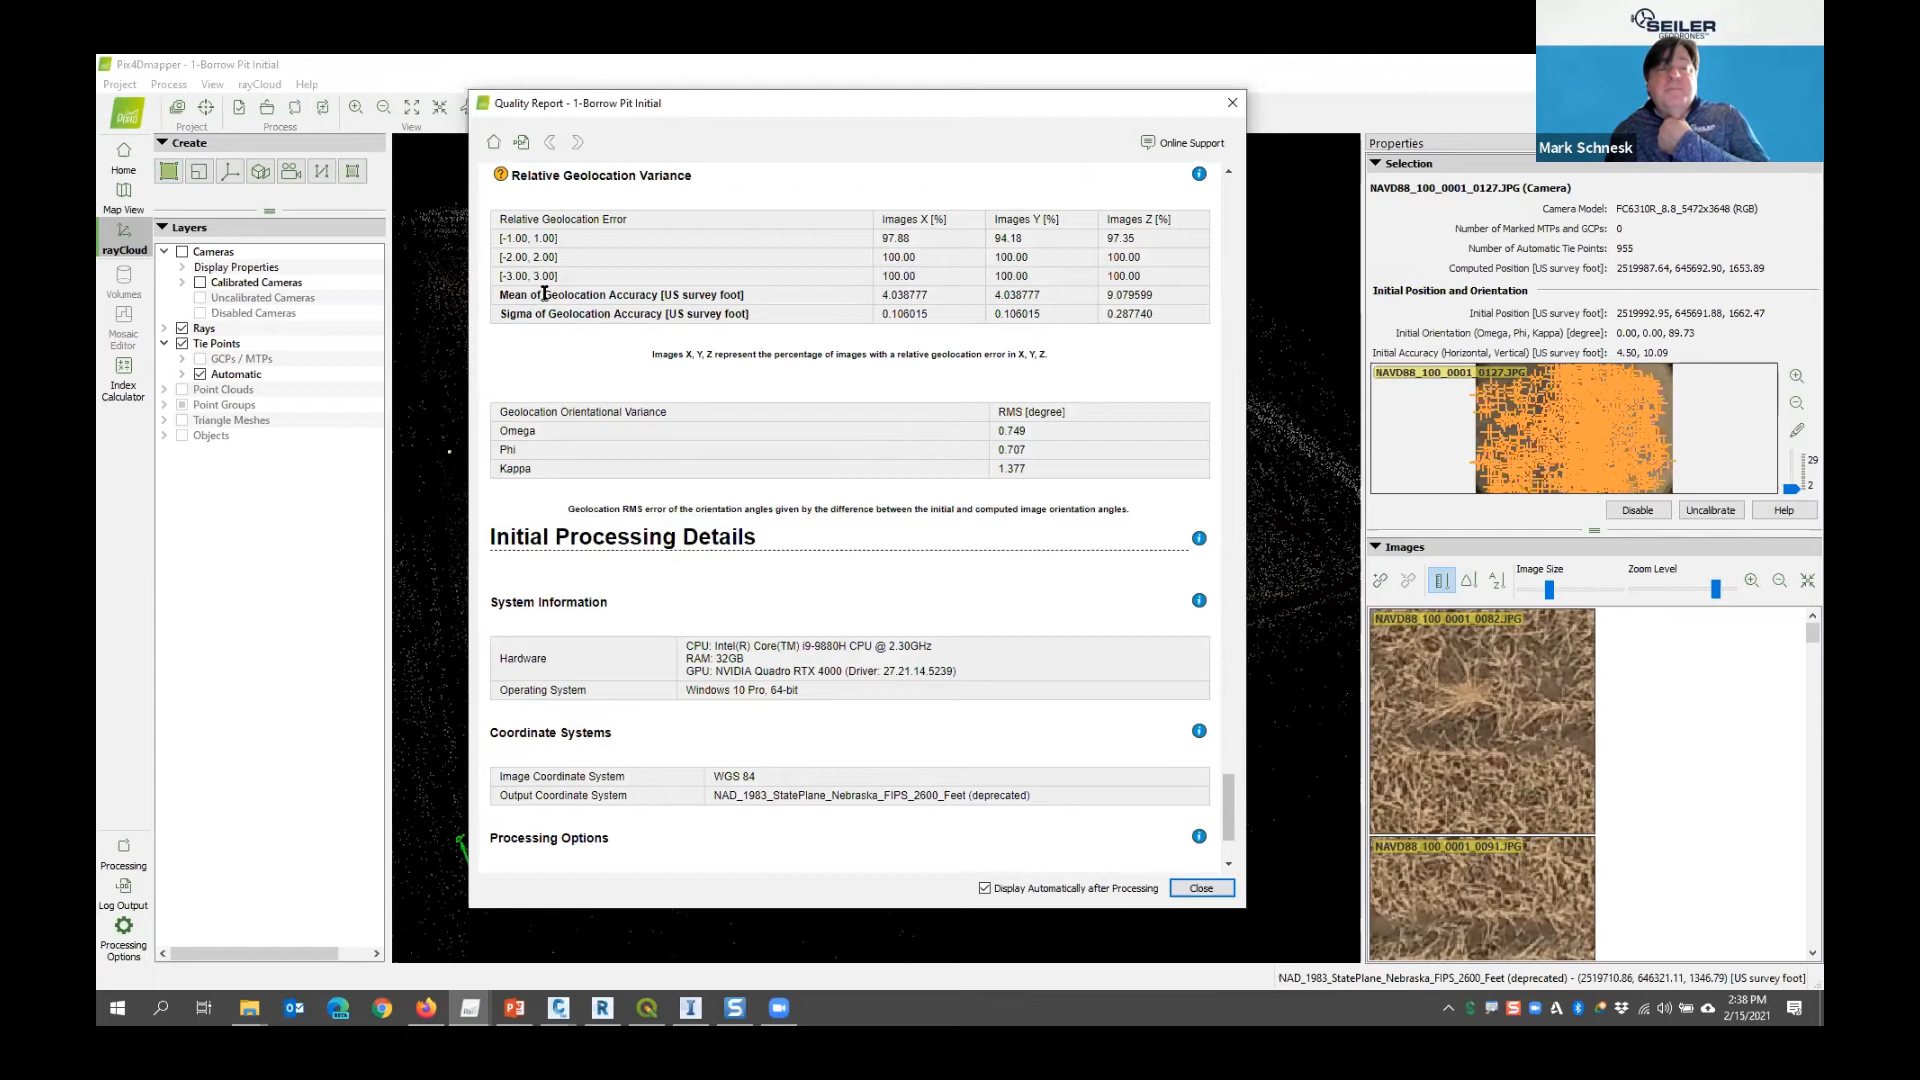 SEILER
GEODRONES™
Mark Schnesk
Pix4Dmapper - 1-Borrow Pit Initial
Project Process View rayCloud Help
Project Process View
Home
Map View
rayCloud
Volumes
Mosaic Editor
Index Calculator
Processing
Log Output
Processing Options
Create
Layers
Cameras
Display Properties
Calibrated Cameras
Uncalibrated Cameras
Disabled Cameras
Rays
Tie Points
GCPs / MTPs
Automatic
Point Clouds
Point Groups
Triangle Meshes
Objects
Quality Report - 1-Borrow Pit Initial
Online Support
Relative Geolocation Variance
Relative Geolocation Error Images X [%] Images Y [%] Images Z [%]
[-1.00, 1.00] 97.88 94.18 97.35
[-2.00, 2.00] 100.00 100.00 100.00
[-3.00, 3.00] 100.00 100.00 100.00
Mean of Geolocation Accuracy [US survey foot] 4.038777 4.038777 9.079599
Sigma of Geolocation Accuracy [US survey foot] 0.106015 0.106015 0.287740
Images X, Y, Z represent the percentage of images with a relative geolocation error in X, Y, Z.
Geolocation Orientational Variance RMS [degree]
Omega 0.749
Phi 0.707
Kappa 1.377
Geolocation RMS error of the orientation angles given by the difference between the initial and computed image orientation angles.
Initial Processing Details
System Information
Hardware
CPU: Intel(R) Core(TM) i9-9880H CPU @ 2.30GHz
RAM: 32GB
GPU: NVIDIA Quadro RTX 4000 (Driver: 27.21.14.5239)
Operating System Windows 10 Pro, 64-bit
Coordinate Systems
Image Coordinate System WGS 84
Output Coordinate System NAD_1983_StatePlane_Nebraska_FIPS_2600_Feet (deprecated)
Processing Options
Display Automatically after Processing
Close
Properties
Selection
NAVD88_100_0001_0127.JPG (Camera)
Camera Model: FC6310R_8.8_5472x3648 (RGB)
Number of Marked MTPs and GCPs: 0
Number of Automatic Tie Points: 955
Computed Position [US survey foot]: 2519987.64, 645692.90, 1653.89
Initial Position and Orientation
Initial Position [US survey foot]: 2519992.95, 645691.88, 1662.47
Initial Orientation (Omega, Phi, Kappa) [degree]: 0.00, 0.00, 89.73
Initial Accuracy (Horizontal, Vertical) [US survey foot]: 4.50, 10.09
NAVD88_100_0001_0127.JPG
29
2
Disable Uncalibrate Help
Images
Image Size Zoom Level
NAVD88_100_0001_0082.JPG
NAVD88_100_0001_0091.JPG
NAD_1983_StatePlane_Nebraska_FIPS_2600_Feet (deprecated) - (2519710.86, 646321.11, 1346.79) [US survey foot]
2:38 PM
2/15/2021